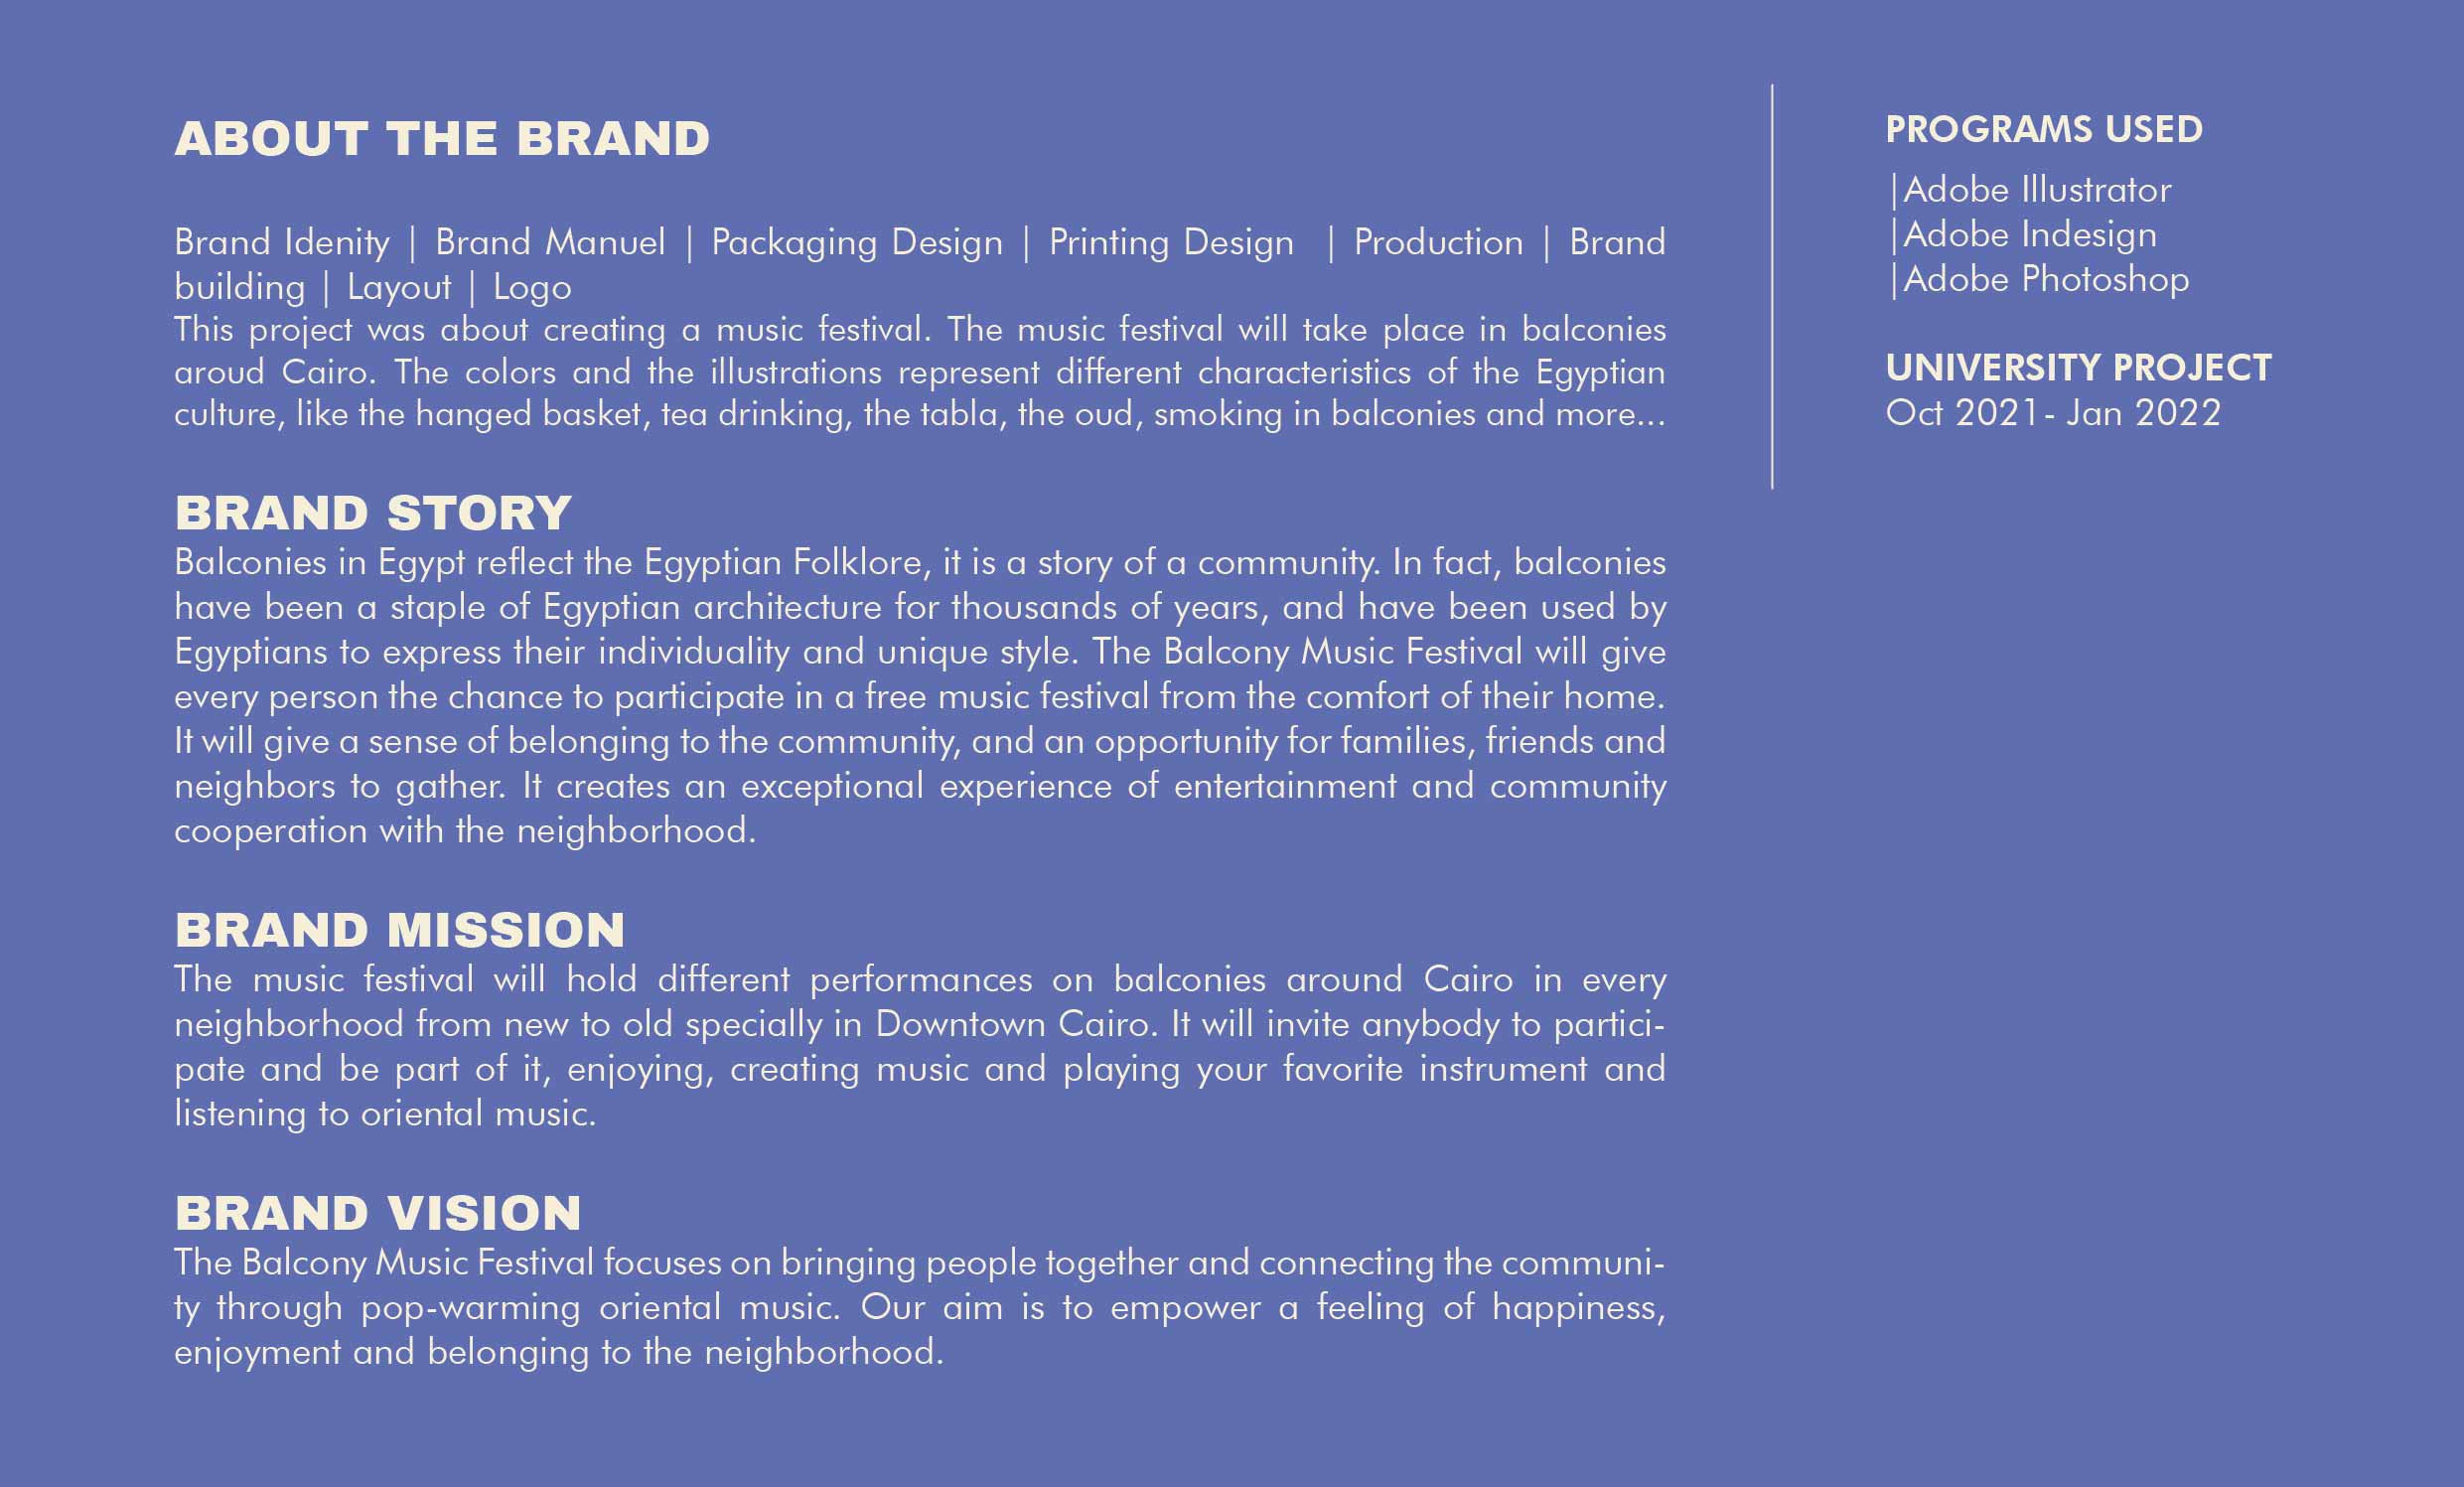 ABOUT THE BRAND
Brand Idenity | Brand Manuel | Packaging Design | Printing Design | Production | Brand
building | Layout | Logo
This project was about creating a music festival. The music festival will take place in balconies
aroud Cairo. The colors and the illustrations represent different characteristics of the Egyptian
culture, like the hanged basket, tea drinking, the tabla, the oud, smoking in balconies and more...
BRAND STORY
Balconies in Egypt reflect the Egyptian Folklore, it is a story of a community. In fact, balconies
have been a staple of Egyptian architecture for thousands of years, and have been used by
Egyptians to express their individuality and unique style. The Balcony Music Festival will give
every person the chance to participate in a free music festival from the comfort of their home.
It will give a sense of belonging to the community, and an opportunity for families, friends and
neighbors to gather. It creates an exceptional experience of entertainment and community
cooperation with the neighborhood.
BRAND MISSION
The music festival will hold different performances on balconies around Cairo in every
neighborhood from new to old specially in Downtown Cairo. It will invite anybody to partici-
pate and be part of it, enjoying, creating music and playing your favorite instrument and
listening to oriental music.
BRAND VISION
The Balcony Music Festival focuses on bringing people together and connecting the communi-
ty through pop-warming oriental music. Our aim is to empower a feeling of happiness,
enjoyment and belonging to the neighborhood.
PROGRAMS USED
|Adobe Illustrator
|Adobe Indesign
|Adobe Photoshop
UNIVERSITY PROJECT
Oct 2021- Jan 2022